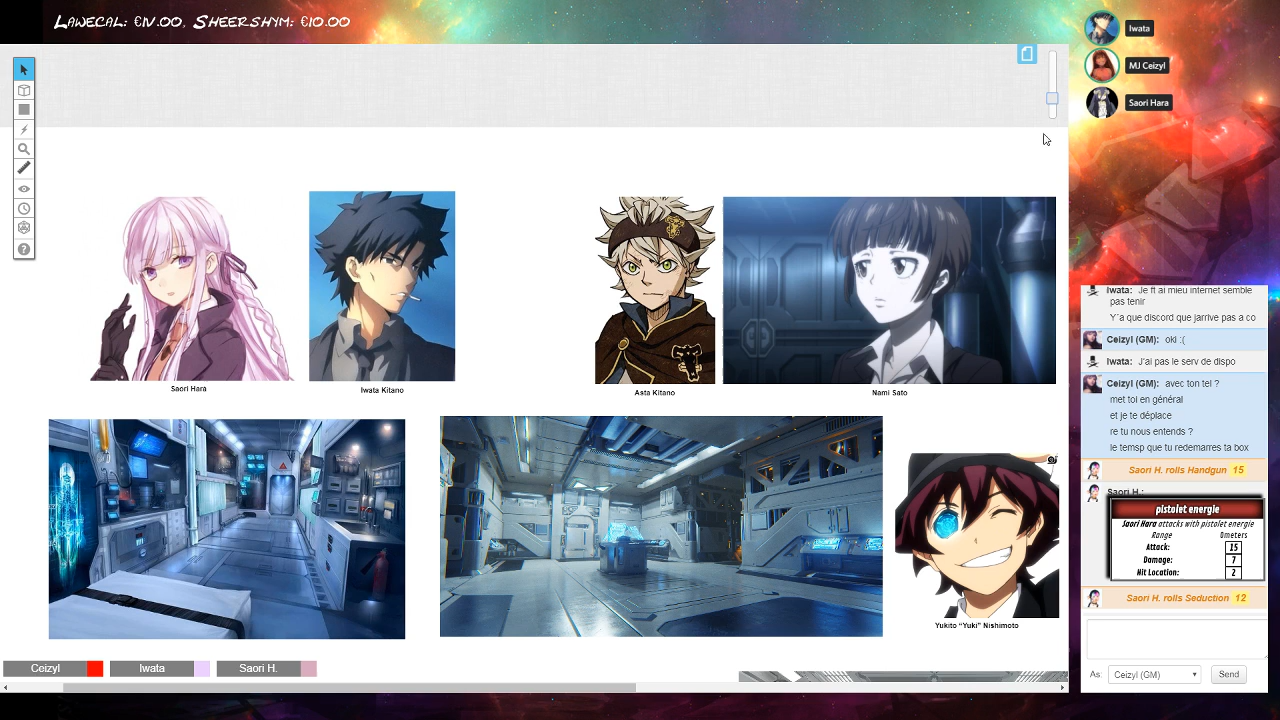 Lawecal: €1V.00, Sheershym: €10.00
Iwata
MJ Ceizyl
Saori Hara
Saori Hara
Iwata Kitano
Asta Kitano
Nami Sato
Yukito “Yuki” Nishimoto
Ceizyl
Iwata
Saori H.
Iwata: Je ft ai mieu internet semble
pas tenir
Y´a que discord que jarrive pas a co
Ceizyl (GM): oki :(
Iwata: J'ai pas le serv de dispo
Ceizyl (GM): avec ton tel ?
met toi en général
et je te déplace
re tu nous entends ?
le temsp que tu redemarres ta box
Saori H. rolls Handgun 15
Saori H.:
pistolet energie
Saori Hara attacks with pistolet energie
Range 0meters
Attack: 15
Damage: 7
Hit Location: 2
Saori H. rolls Seduction 12
As: Ceizyl (GM) Send